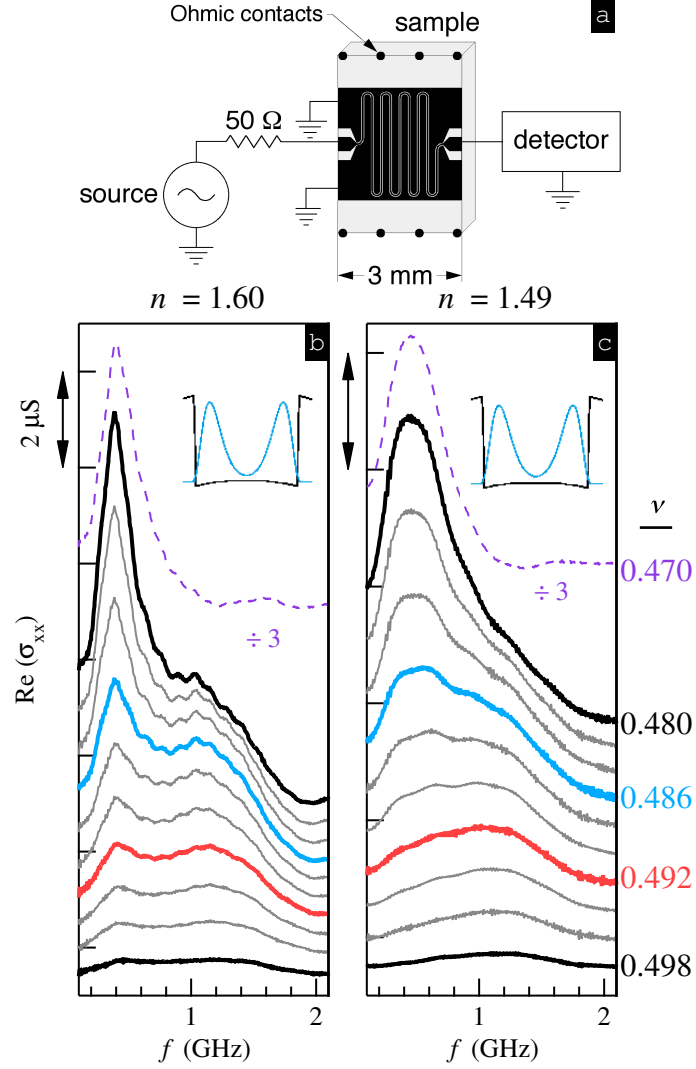 Ohmic contacts
sample
a
50 Ω
source
detector
3 mm
n = 1.60
n = 1.49
b
c
2 μS
Re (σxx)
÷ 3
÷ 3
ν
0.470
0.480
0.486
0.492
0.498
1
2
1
2
f (GHz)
f (GHz)